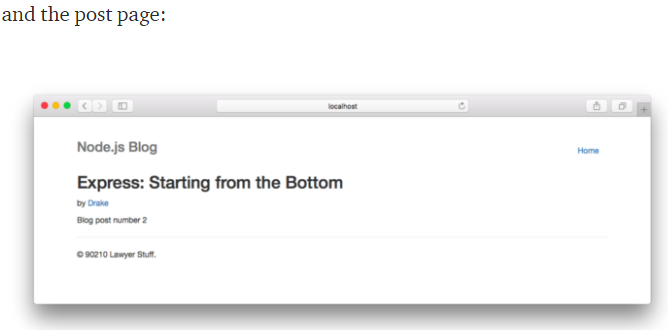 and the post page:
localhost
Node.js Blog
Home
Express: Starting from the Bottom
by Drake
Blog post number 2
© 90210 Lawyer Stuff.